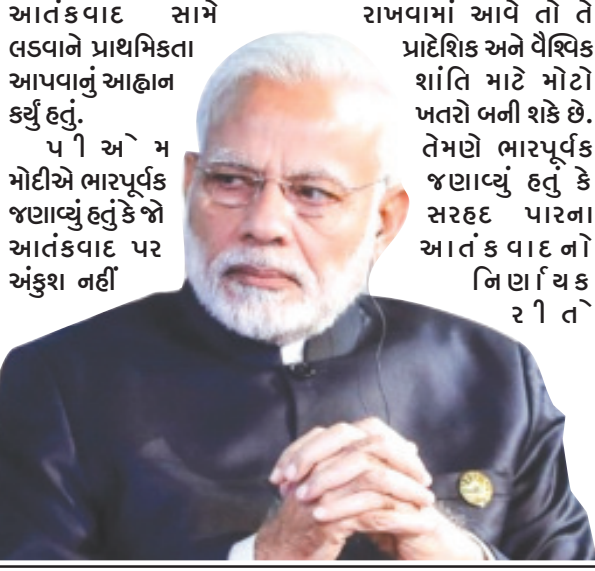 આતંકવાદ સામે
લડવાને પ્રાથમિકતા
આપવાનું આહ્વાન
કર્યું હતું.
પીએમ
મોદીએ ભારપૂર્વક
જણાવ્યું હતું કે જો
આતંકવાદ પર
અંકુશ નહીં
રાખવામાં આવે તો તે
પ્રાદેશિક અને વૈશ્વિક
શાંતિ માટે મોટો
ખતરો બની શકે છે.
તેમણે ભારપૂર્વક
જણાવ્યું હતું કે
સરહદ પારના
આતંકવાદનો
નિર્ણાયક
રીતે